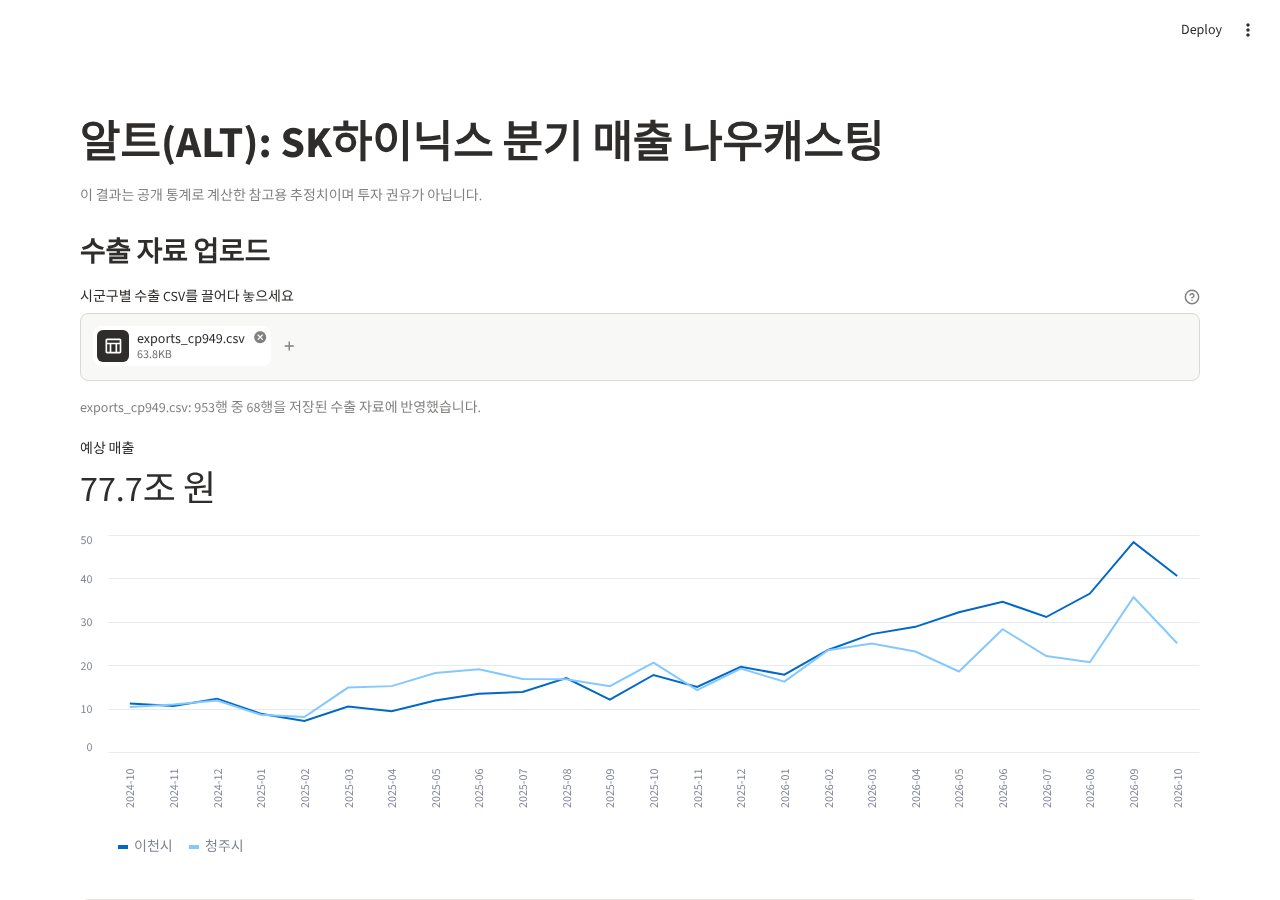 Deploy
알트(ALT): SK하이닉스 분기 매출 나우캐스팅
이 결과는 공개 통계로 계산한 참고용 추정치이며 투자 권유가 아닙니다.
수출 자료 업로드
시군구별 수출 CSV를 끌어다 놓으세요
exports_cp949.csv
63.8KB
exports_cp949.csv: 953행 중 68행을 저장된 수출 자료에 반영했습니다.
예상 매출
77.7조 원
50
40
30
20
10
0
2024-10
2024-11
2024-12
2025-01
2025-02
2025-03
2025-04
2025-05
2025-06
2025-07
2025-08
2025-09
2025-10
2025-11
2025-12
2026-01
2026-02
2026-03
2026-04
2026-05
2026-06
2026-07
2026-08
2026-09
2026-10
이천시 청주시